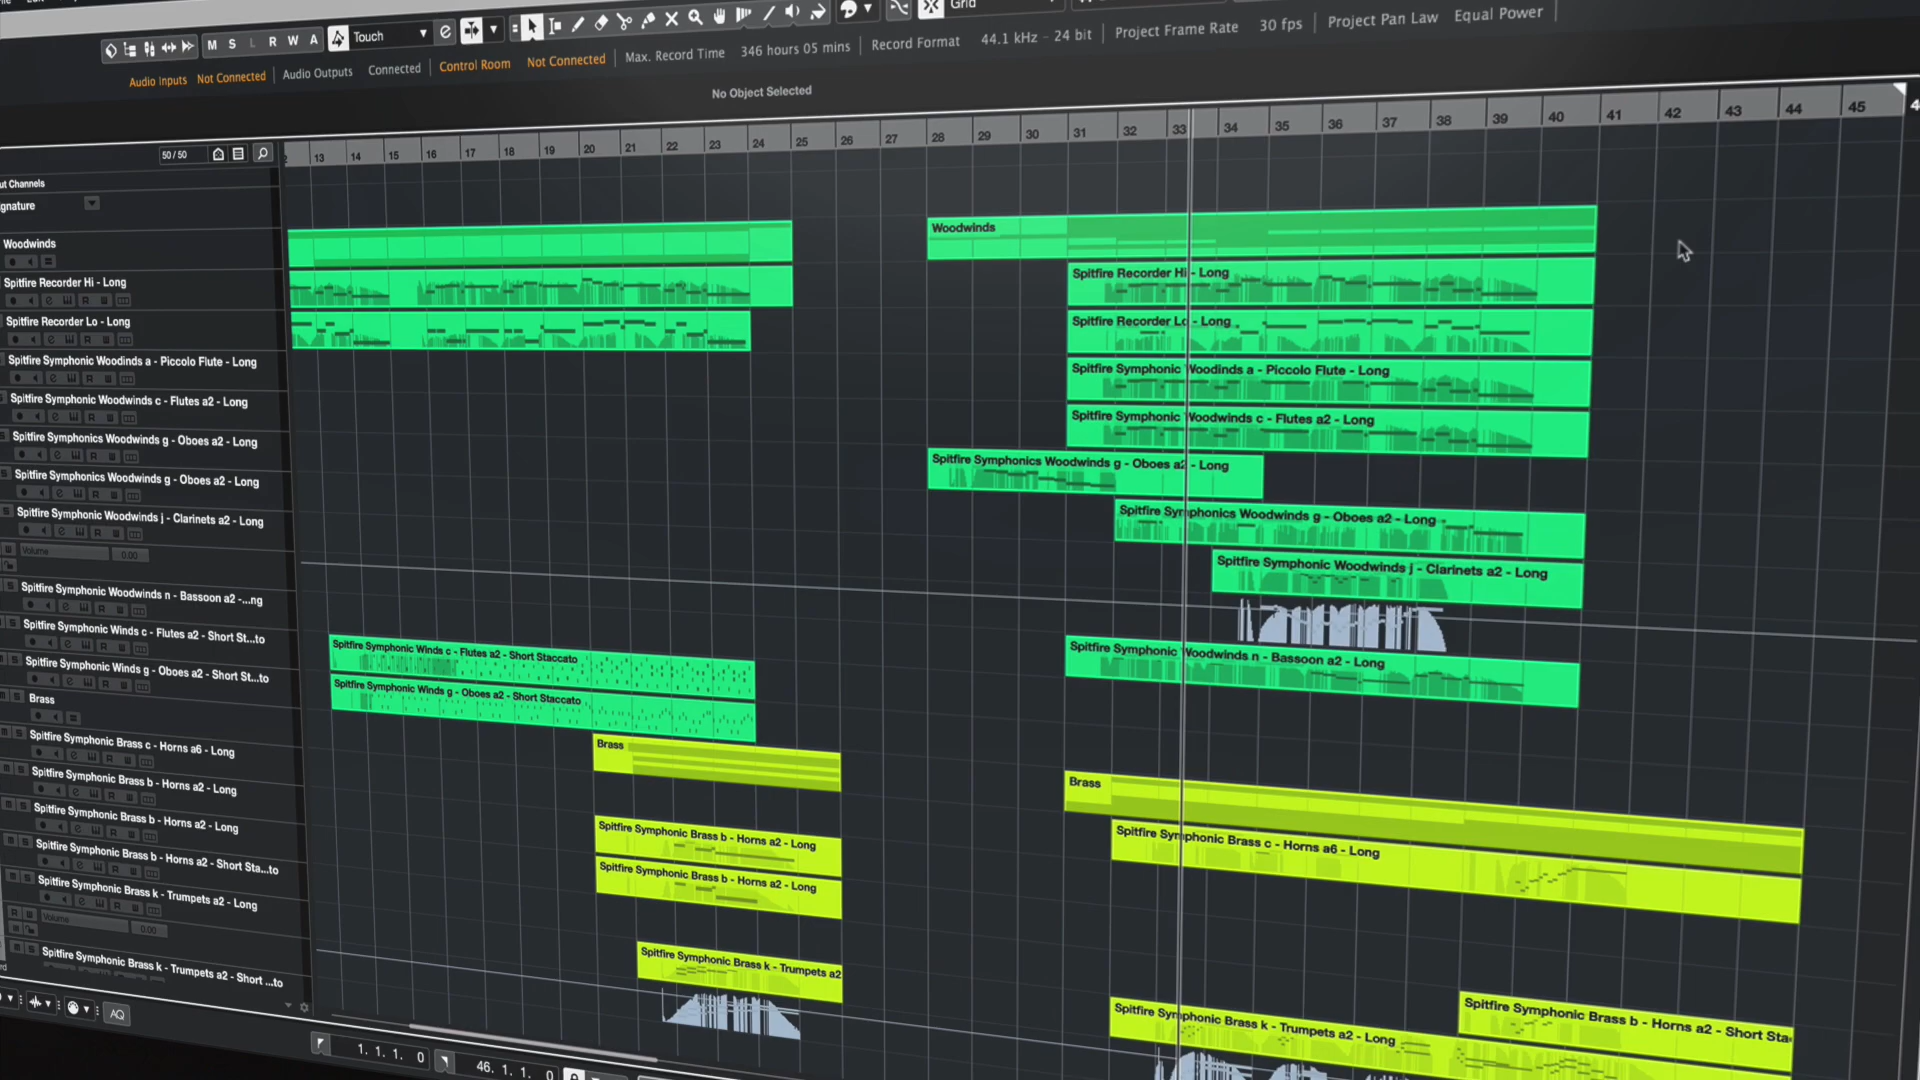 M S L R W A Touch Grid
Audio Inputs Not Connected Audio Outputs Connected Control Room Not Connected Max. Record Time 346 hours 05 mins Record Format 44.1 kHz - 24 bit Project Frame Rate 30 fps Project Pan Law Equal Power
No Object Selected
50/50
13 14 15 16 17 18 19 20 21 22 23 24 25 26 27 28 29 30 31 32 33 34 35 36 37 38 39 40 41 42 43 44 45
ut Channels
gnature
Woodwinds
Spitfire Recorder Hi - Long
Spitfire Recorder Lo - Long
Spitfire Symphonic Woodinds a - Piccolo Flute - Long
Spitfire Symphonic Woodwinds c - Flutes a2 - Long
Spitfire Symphonics Woodwinds g - Oboes a2 - Long
Spitfire Symphonics Woodwinds g - Oboes a2 - Long
Spitfire Symphonic Woodwinds j - Clarinets a2 - Long
Volume 0.00
Spitfire Symphonic Woodwinds n - Bassoon a2 -...ng
Spitfire Symphonic Winds c - Flutes a2 - Short St...to
Spitfire Symphonic Winds g - Oboes a2 - Short St...to
Brass
Spitfire Symphonic Brass c - Horns a6 - Long
Spitfire Symphonic Brass b - Horns a2 - Long
Spitfire Symphonic Brass b - Horns a2 - Long
Spitfire Symphonic Brass b - Horns a2 - Short Sta...to
Spitfire Symphonic Brass k - Trumpets a2 - Long
Volume 0.00
Spitfire Symphonic Brass k - Trumpets a2 - Short ...to
Woodwinds
Spitfire Recorder Hi - Long
Spitfire Recorder Lo - Long
Spitfire Symphonic Woodinds a - Piccolo Flute - Long
Spitfire Symphonic Woodwinds c - Flutes a2 - Long
Spitfire Symphonics Woodwinds g - Oboes a2 - Long
Spitfire Symphonics Woodwinds g - Oboes a2 - Long
Spitfire Symphonic Woodwinds j - Clarinets a2 - Long
Spitfire Symphonic Winds c - Flutes a2 - Short Staccato
Spitfire Symphonic Woodwinds n - Bassoon a2 - Long
Spitfire Symphonic Winds g - Oboes a2 - Short Staccato
Brass
Brass
Spitfire Symphonic Brass b - Horns a2 - Long
Spitfire Symphonic Brass c - Horns a6 - Long
Spitfire Symphonic Brass b - Horns a2 - Long
Spitfire Symphonic Brass k - Trumpets a2
Spitfire Symphonic Brass k - Trumpets a2 - Long
Spitfire Symphonic Brass b - Horns a2 - Short Sta
AQ
1. 1. 1. 0
46. 1. 1. 0